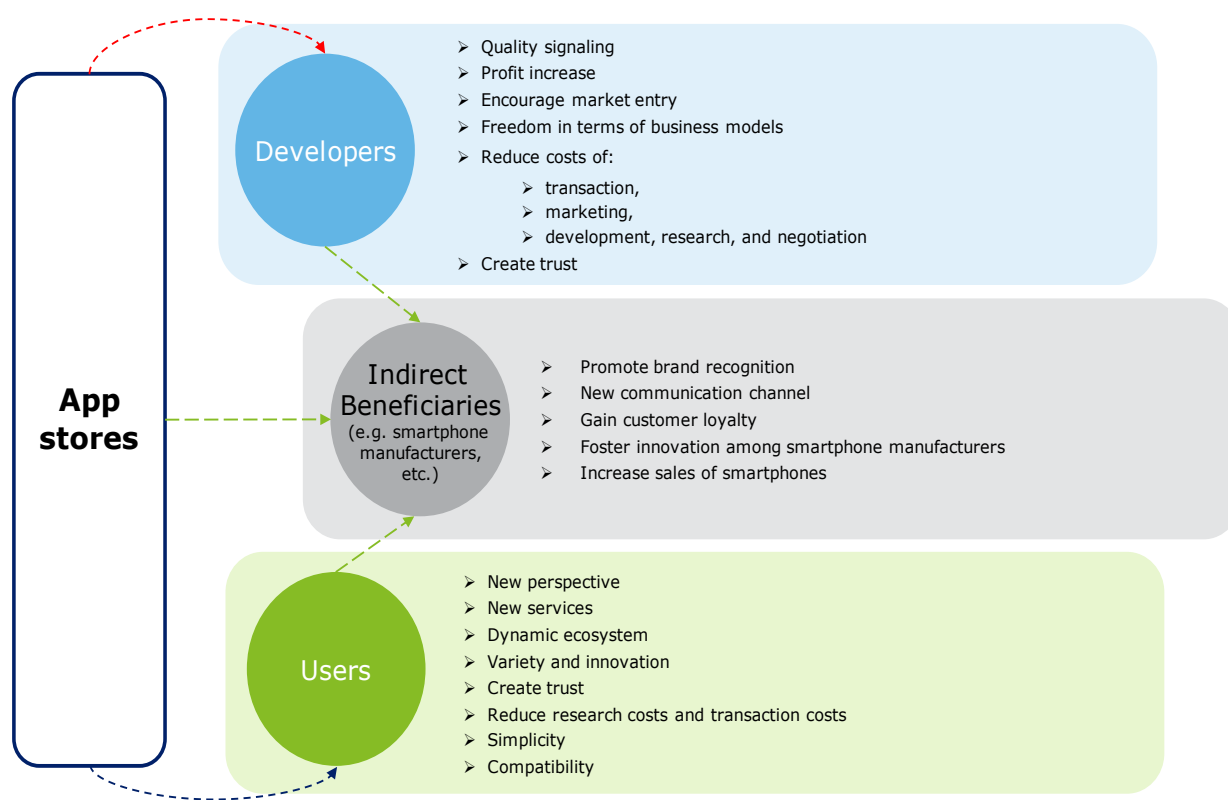 App
stores
Developers
➢ Quality signaling
➢ Profit increase
➢ Encourage market entry
➢ Freedom in terms of business models
➢ Reduce costs of:
➢ transaction,
➢ marketing,
➢ development, research, and negotiation
➢ Create trust
Indirect
Beneficiaries
(e.g. smartphone
manufacturers,
etc.)
➢ Promote brand recognition
➢ New communication channel
➢ Gain customer loyalty
➢ Foster innovation among smartphone manufacturers
➢ Increase sales of smartphones
Users
➢ New perspective
➢ New services
➢ Dynamic ecosystem
➢ Variety and innovation
➢ Create trust
➢ Reduce research costs and transaction costs
➢ Simplicity
➢ Compatibility